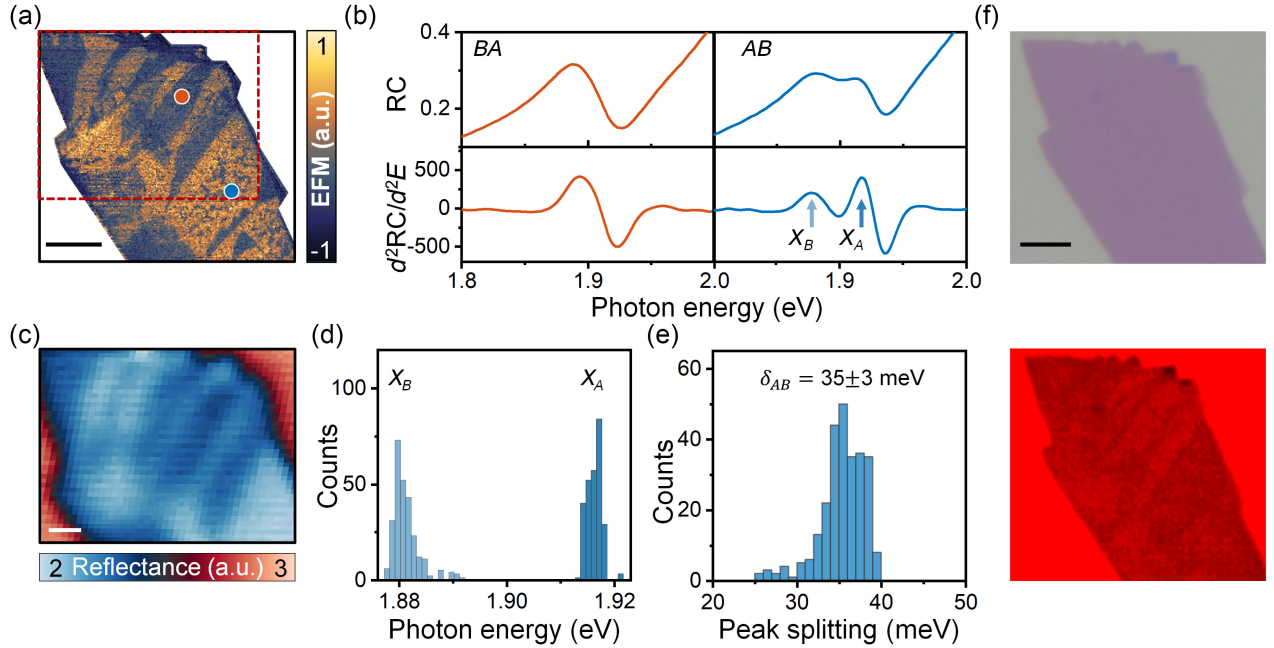 (a)
1
EFM (a.u.)
-1
(b)
BA
AB
RC
0.4
0.2
d²RC/d²E
500
0
-500
X_B
X_A
1.8
1.9
2.0
1.9
2.0
Photon energy (eV)
(c)
2 Reflectance (a.u.) 3
(d)
X_B
X_A
Counts
100
50
0
1.88
1.90
1.92
Photon energy (eV)
(e)
δ_AB = 35±3 meV
Counts
60
40
20
0
20
30
40
50
Peak splitting (meV)
(f)